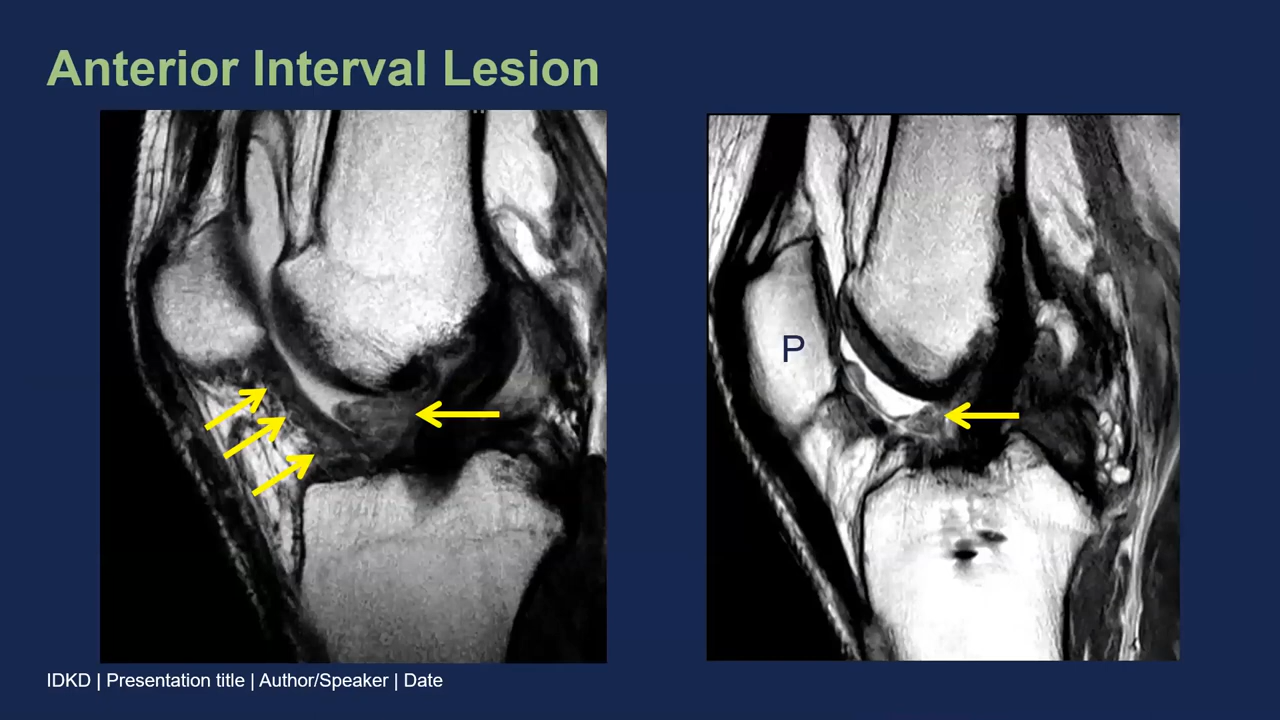 Anterior Interval Lesion
P
IDKD | Presentation title | Author/Speaker | Date